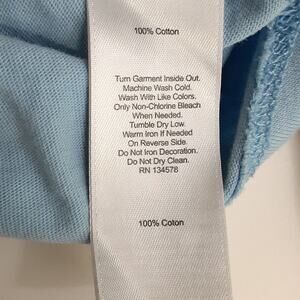 100% Cotton
Turn Garment Inside Out.
Machine Wash Cold.
Wash With Like Colors.
Only Non-Chlorine Bleach
When Needed.
Tumble Dry Low.
Warm Iron If Needed
On Reverse Side.
Do Not Iron Decoration.
Do Not Dry Clean.
RN 134578
100% Coton